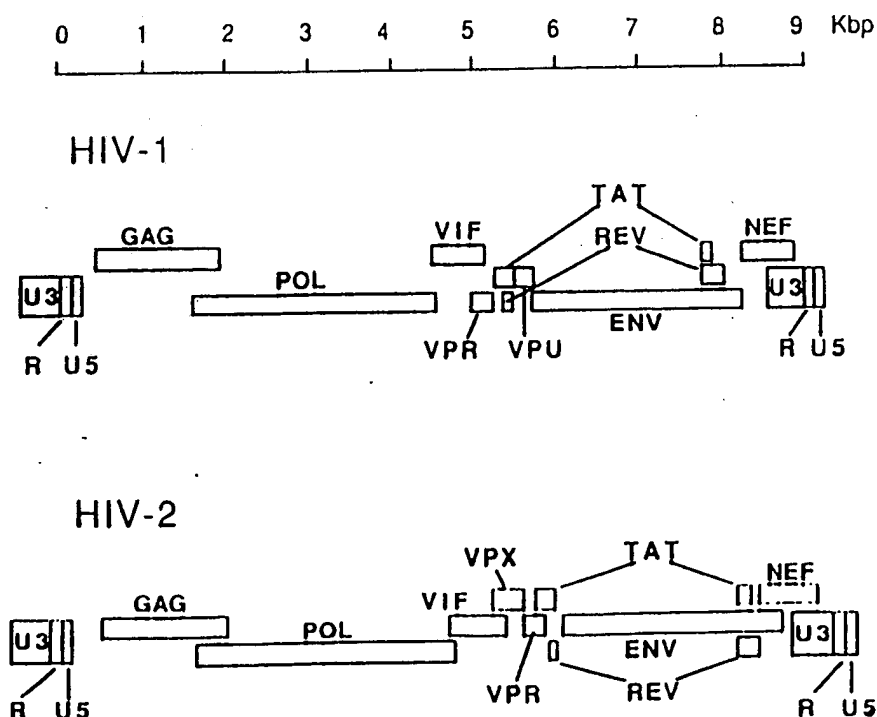 0 1 2 3 4 5 6 7 8 9 Kbp
HIV-1
TAT
GAG VIF REV NEF
U3 POL U3
ENV
R U5 VPR VPU R U5
HIV-2
VPX TAT NEF
GAG VIF
U3 POL ENV U3
VPR REV
R U5 R U5